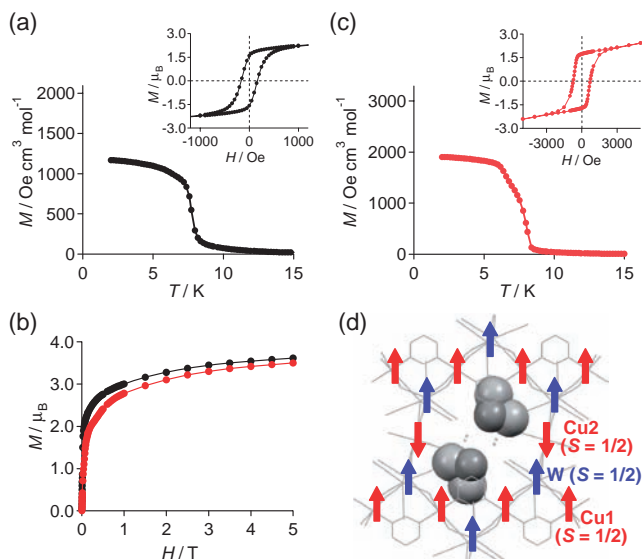 (a)
M / μB
3.0
1.5
0.0
-1.5
-3.0
-1000 0 1000
H / Oe
M / Oe cm³ mol⁻¹
1000
500
0
0 5 10 15
T / K
(c)
M / μB
3.0
1.5
0.0
-1.5
-3.0
-3000 0 3000
H / Oe
M / Oe cm³ mol⁻¹
3000
2000
1000
0
0 5 10 15
T / K
(b)
M / μB
4.0
3.0
2.0
1.0
0.0
0 1 2 3 4 5
H / T
(d)
Cu2
(S = 1/2)
W (S = 1/2)
Cu1
(S = 1/2)